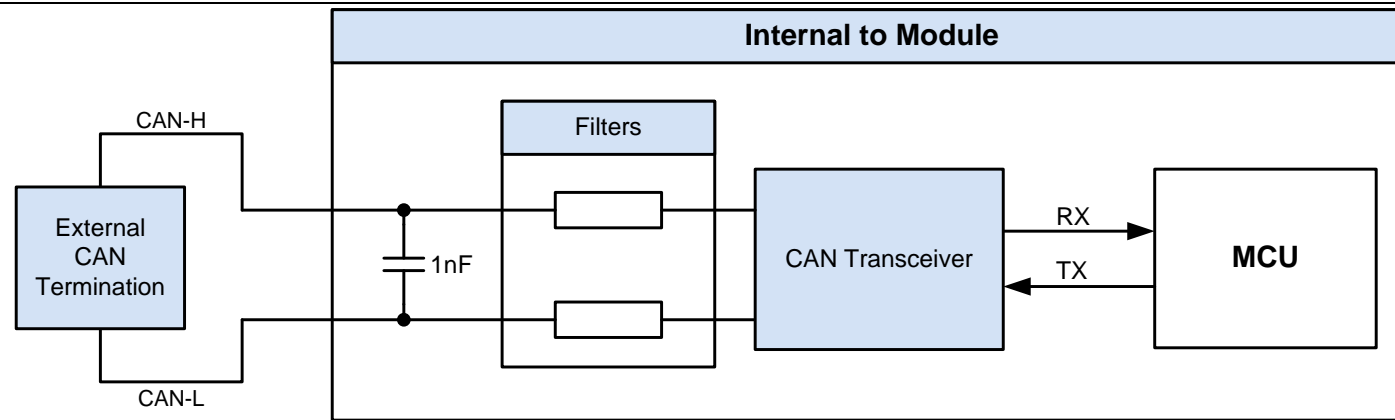 Internal to Module
CAN-H
Filters
External
CAN
Termination
1nF
CAN Transceiver
RX
TX
MCU
CAN-L